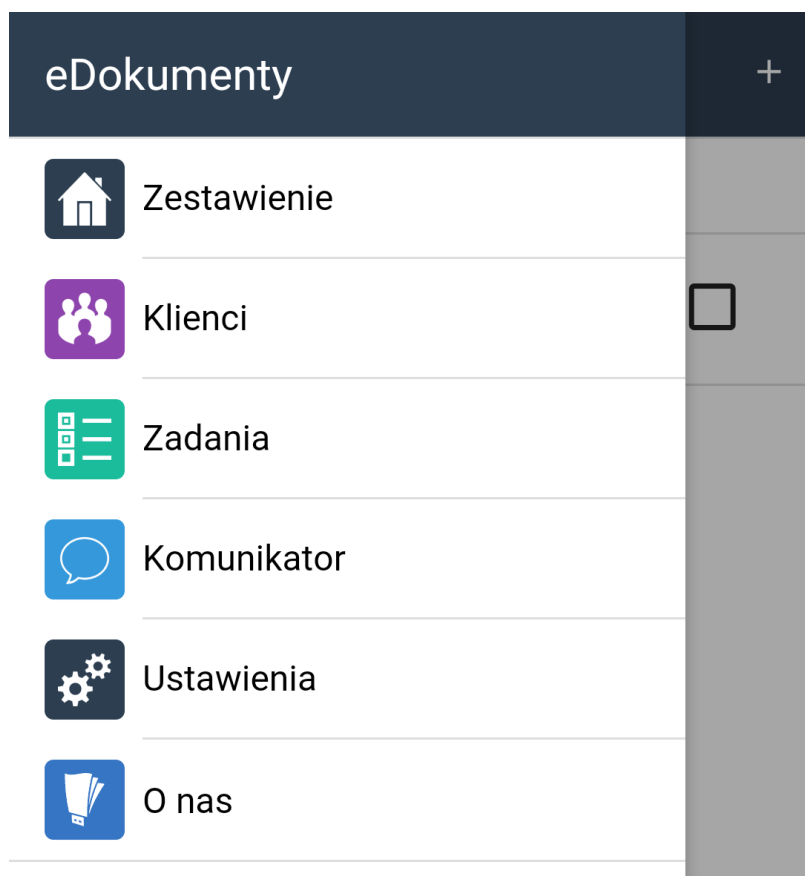 eDokumenty
+
Zestawienie
Klienci
Zadania
Komunikator
Ustawienia
O nas